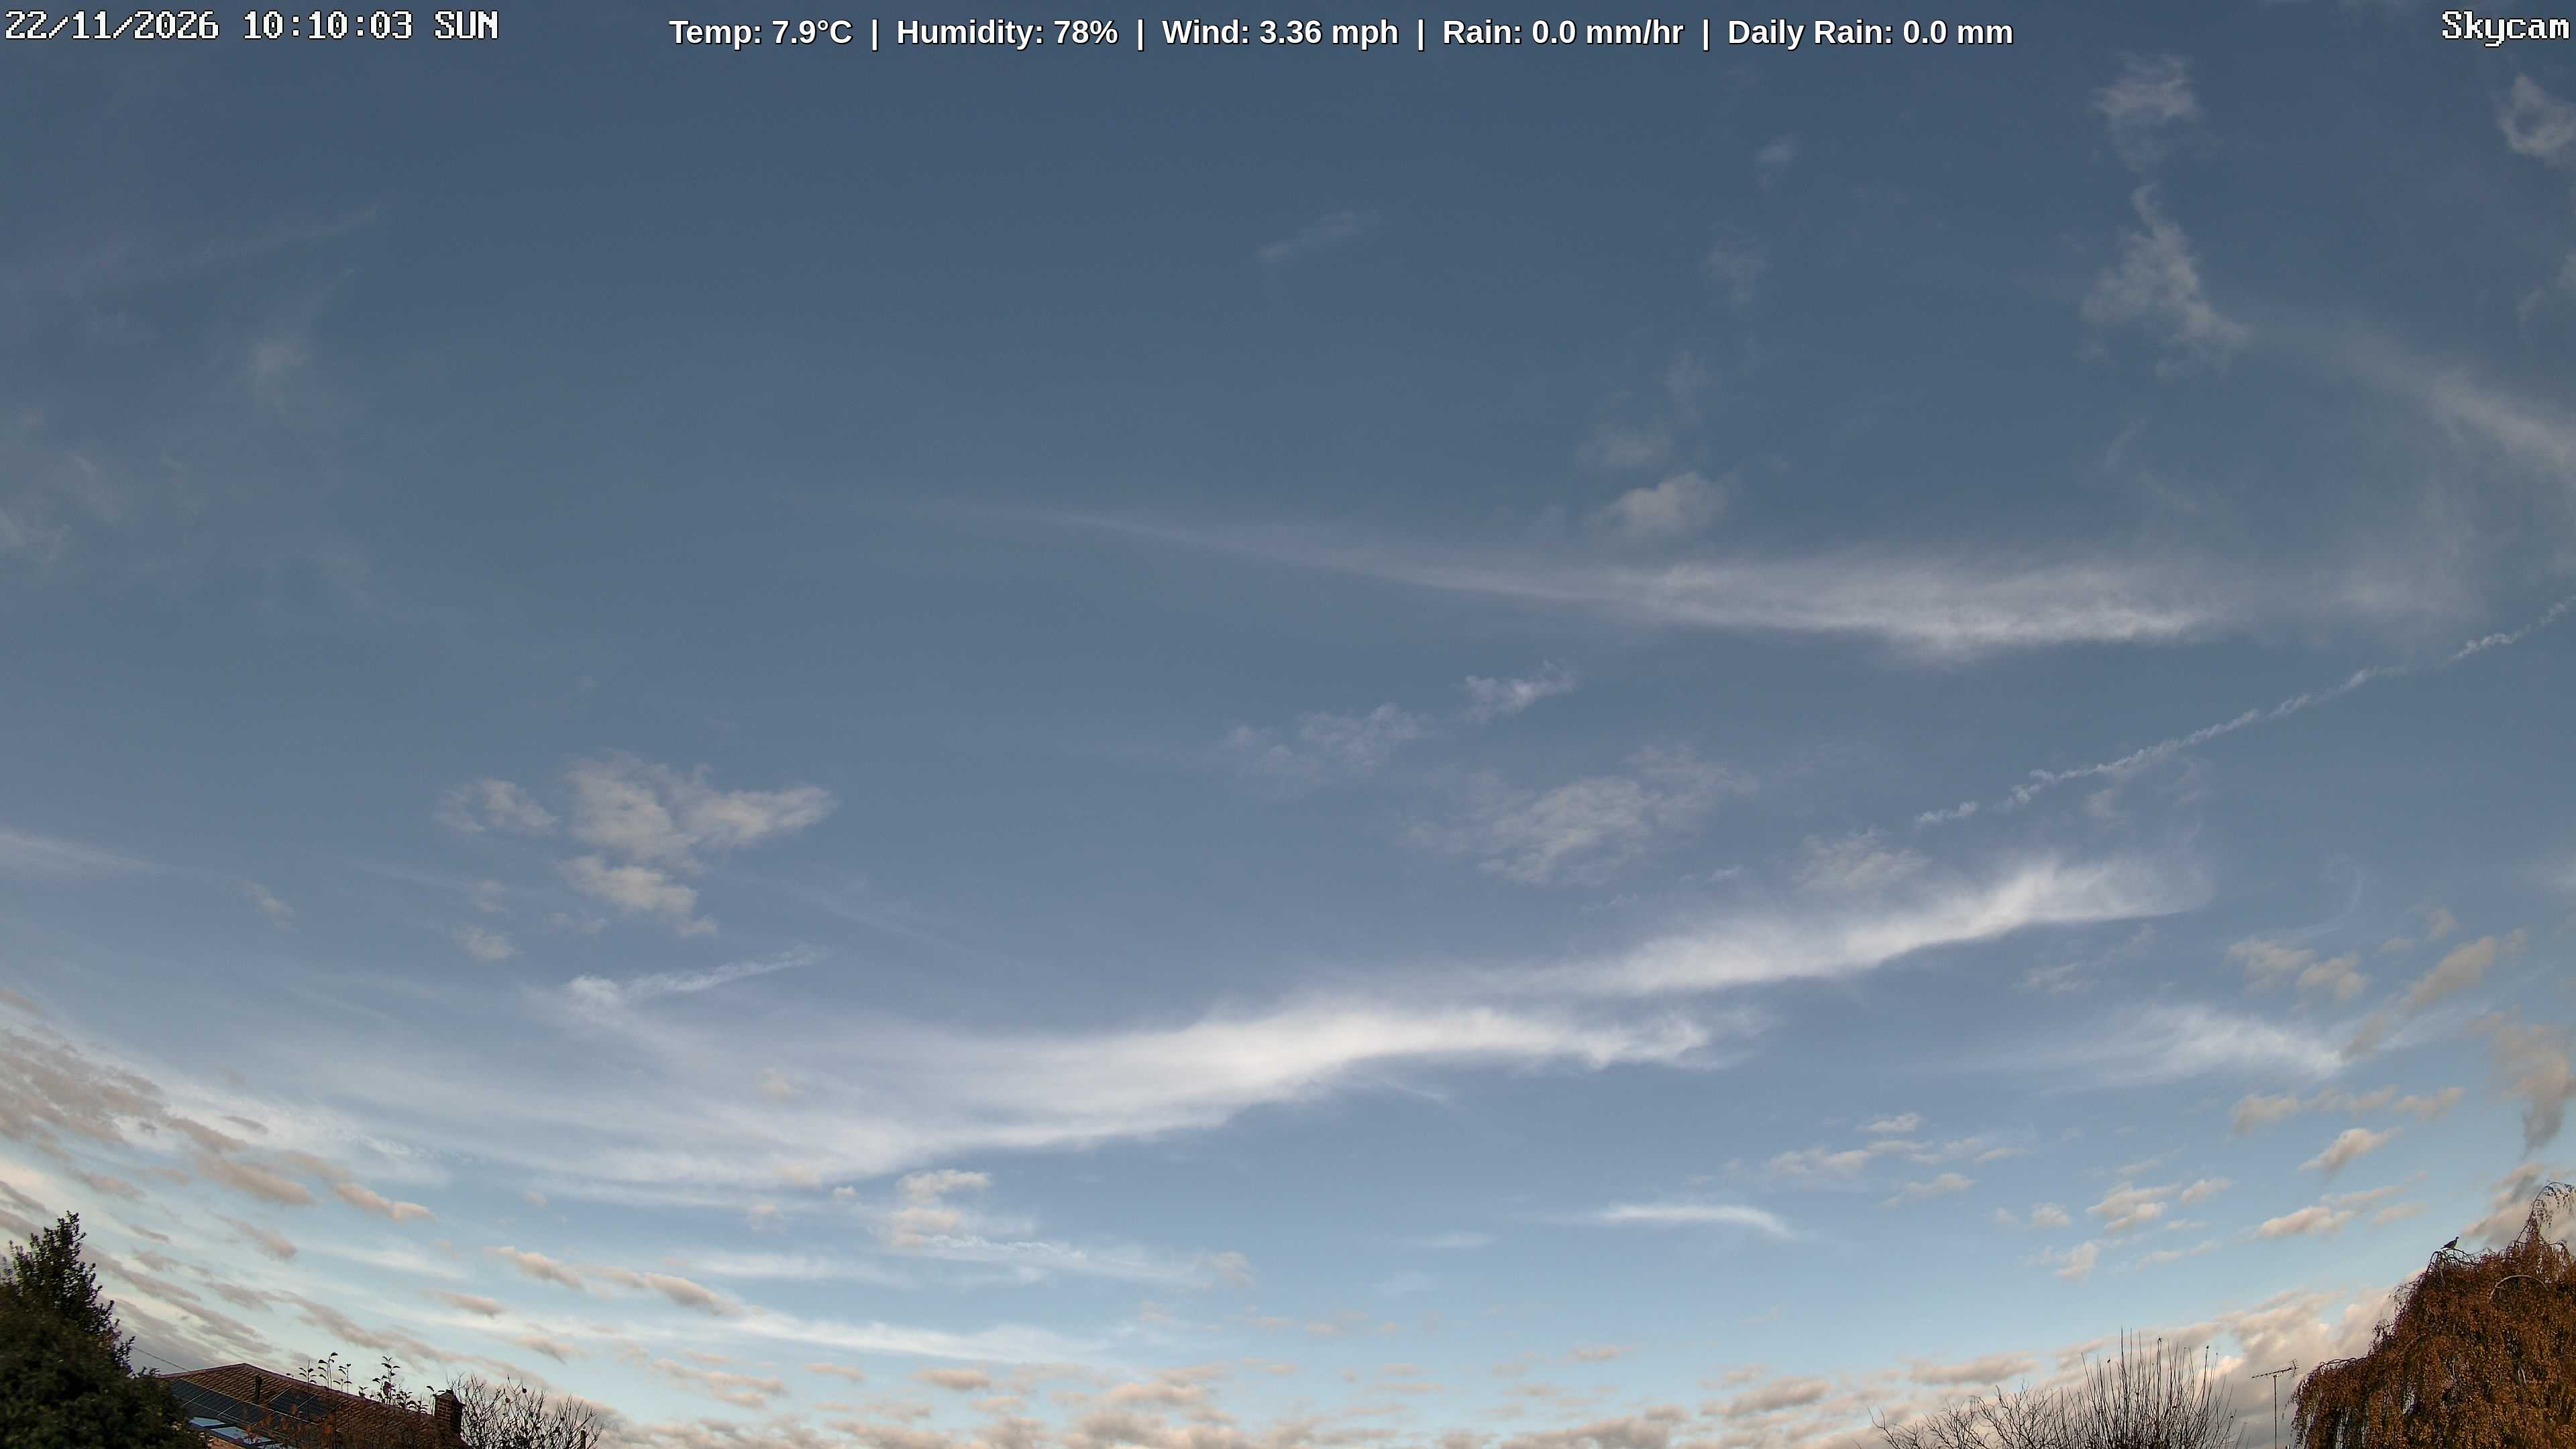 22/11/2026 10:10:03 SUN
Temp: 7.9°C | Humidity: 78% | Wind: 3.36 mph | Rain: 0.0 mm/hr | Daily Rain: 0.0 mm
Skycam